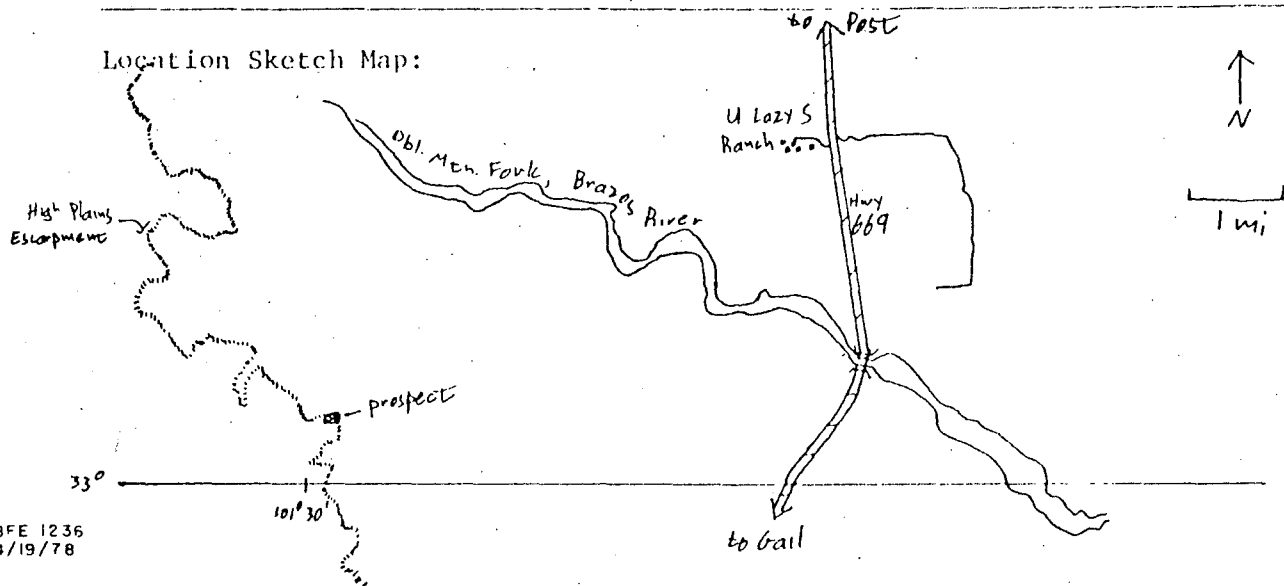 to Post
Location Sketch Map:
U Lazy S
Ranch
N
Dbl. Mtn. Fork, Brazos River
High Plains
Escarpment
Hwy
669
1 mi
prospect
33°
101° 30'
to Gail
BFE 1236
/19/78